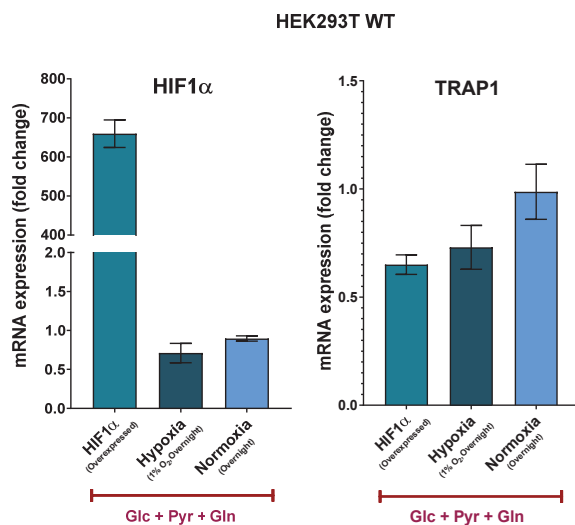 HEK293T WT
HIF1α
mRNA expression (fold change)
800
700
600
500
400
2.0
1.5
1.0
0.5
0.0
HIF1α
(Overexpressed)
Hypoxia
(1% O2,Overnight)
Normoxia
(Overnight)
Glc + Pyr + Gln
TRAP1
mRNA expression (fold change)
1.5
1.0
0.5
0.0
HIF1α
(Overexpressed)
Hypoxia
(1% O2,Overnight)
Normoxia
(Overnight)
Glc + Pyr + Gln